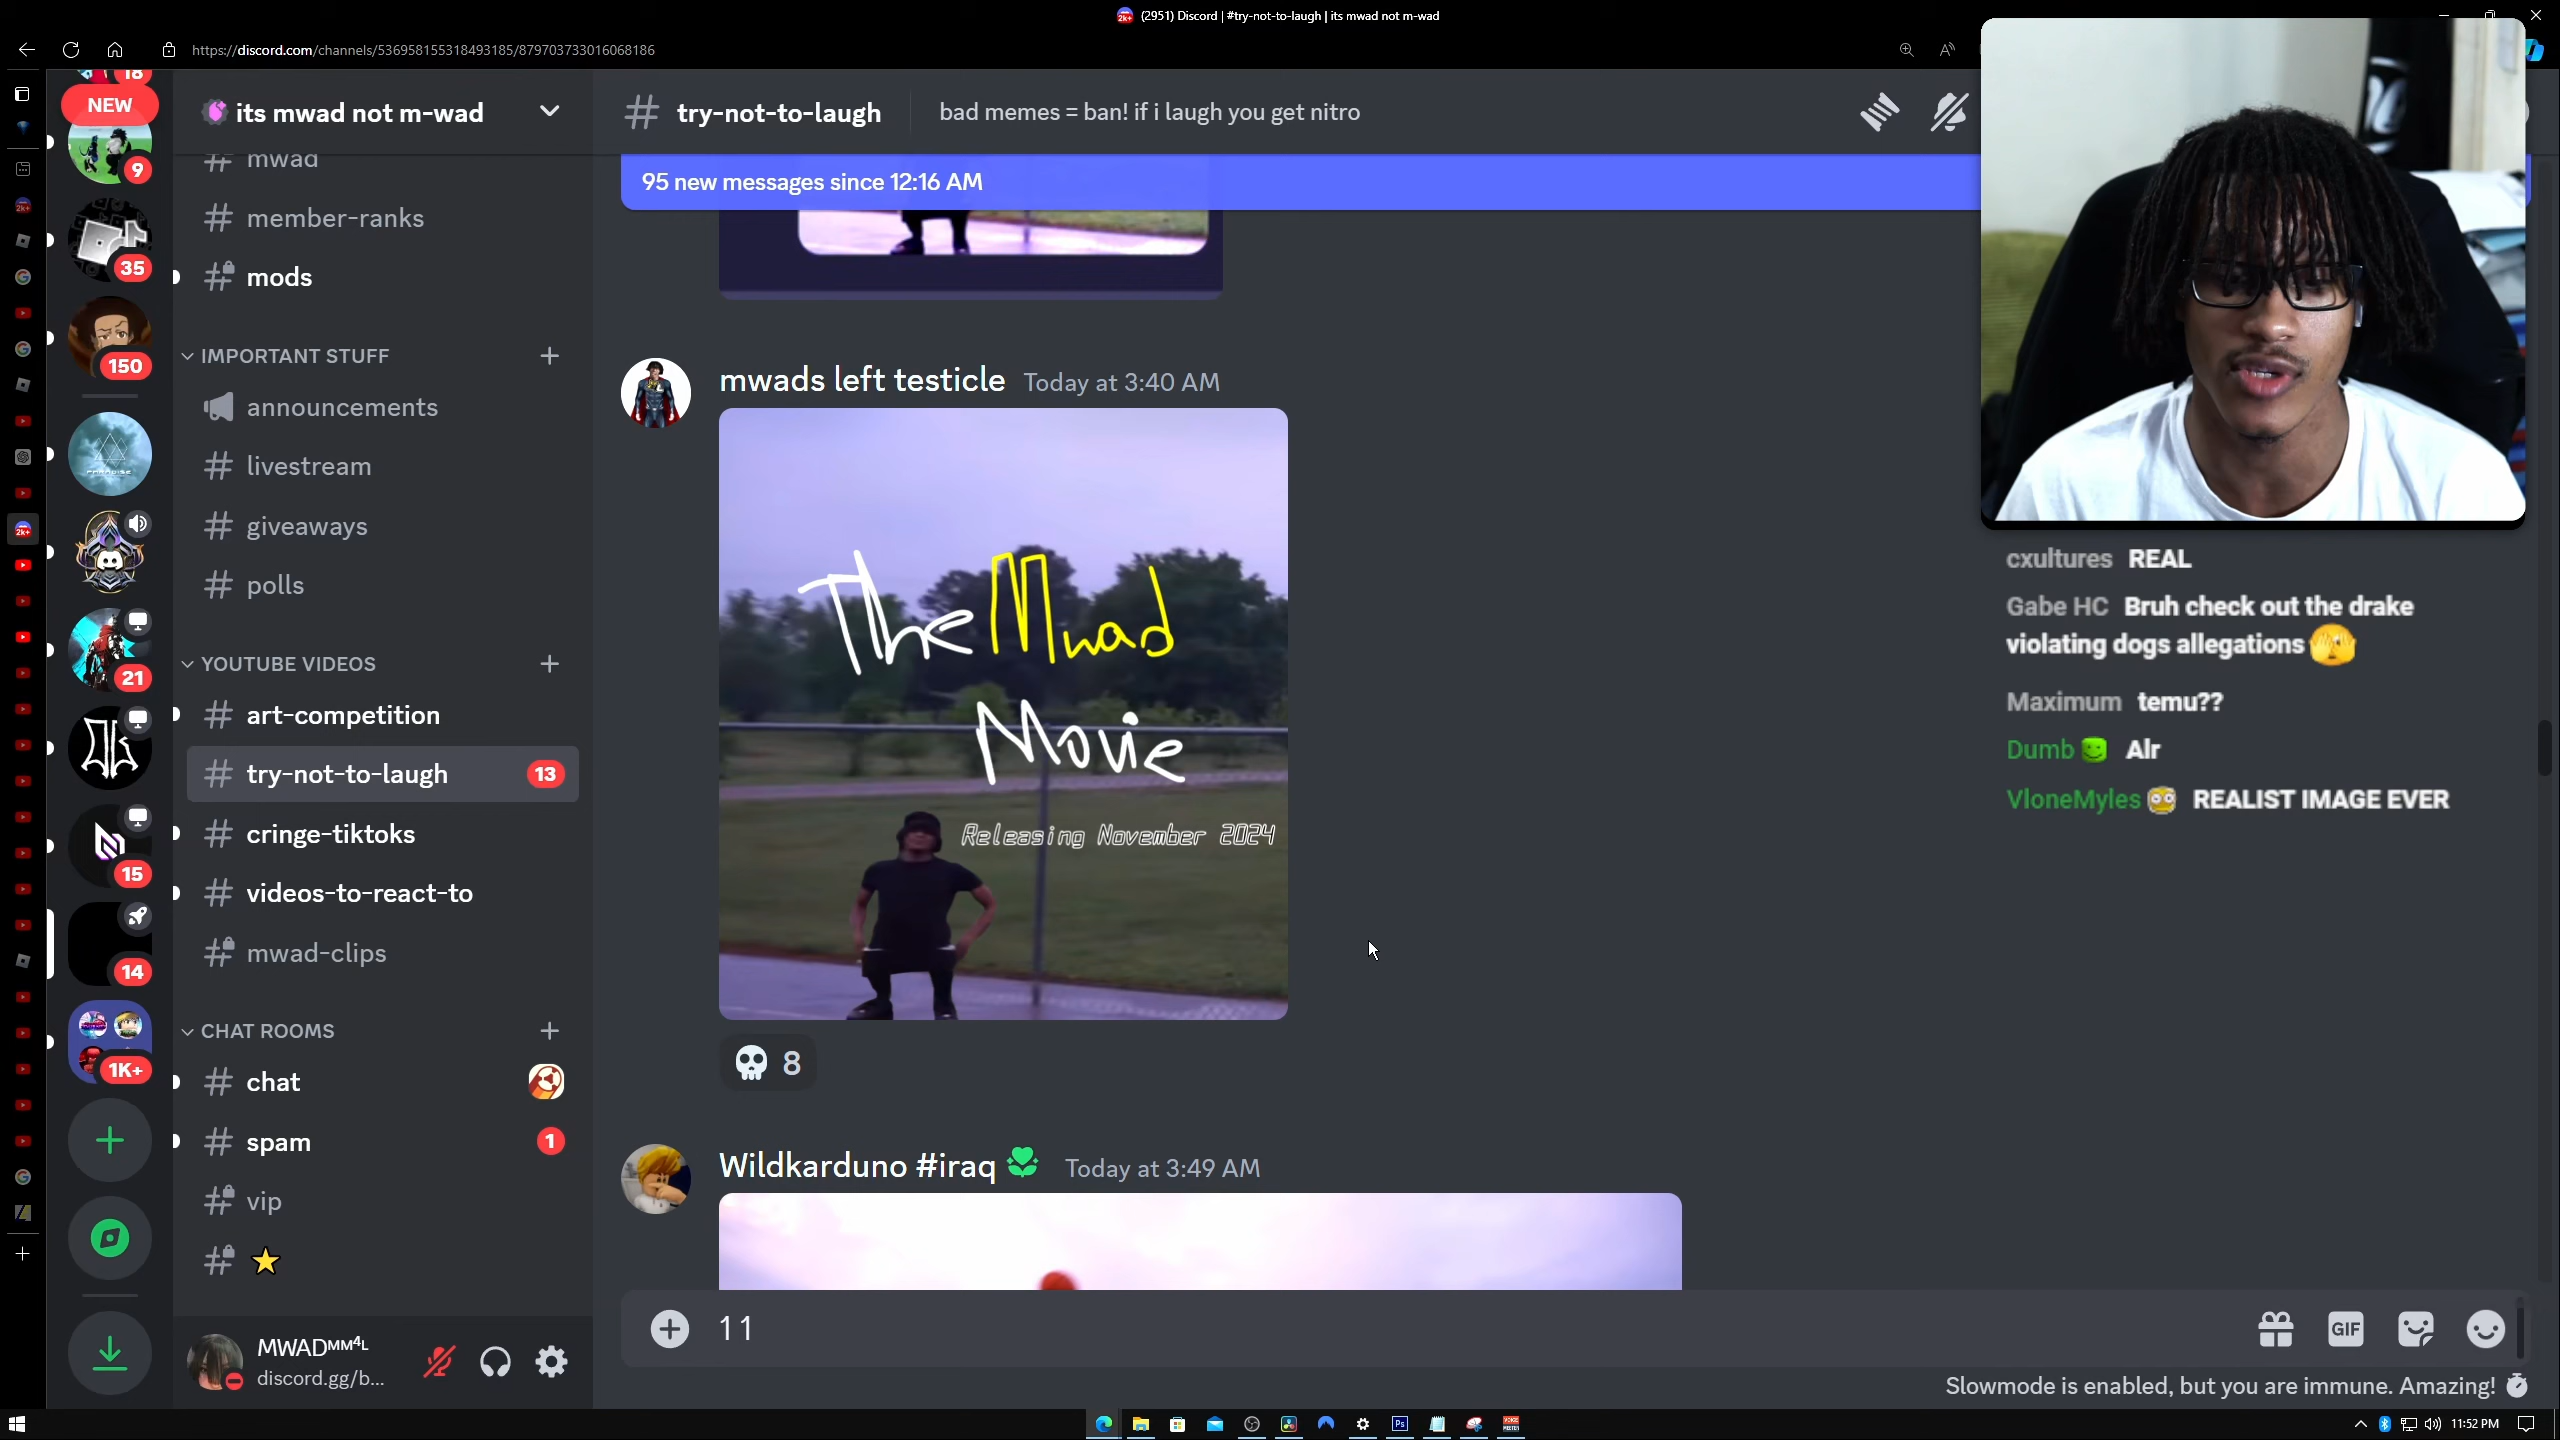 (2951) Discord | #try-not-to-laugh | its mwad not m-wad
https://discord.com/channels/536958155318493185/879703733016068186
18
NEW
9
35
150
21
15
14
1K+
its mwad not m-wad
mwad
member-ranks
mods
IMPORTANT STUFF
announcements
livestream
giveaways
polls
YOUTUBE VIDEOS
art-competition
try-not-to-laugh 13
cringe-tiktoks
videos-to-react-to
mwad-clips
CHAT ROOMS
chat
spam 1
vip
MWADᴹᴹ⁴ᴸ
discord.gg/b...
try-not-to-laugh bad memes = ban! if i laugh you get nitro
95 new messages since 12:16 AM
mwads left testicle Today at 3:40 AM
The Mwad
Movie
Releasing November 2024
💀 8
Wildkarduno #iraq Today at 3:49 AM
11
GIF
Slowmode is enabled, but you are immune. Amazing!
cxultures REAL
Gabe HC Bruh check out the drake
violating dogs allegations 🫣
Maximum temu??
Dumb Alr
VloneMyles REALIST IMAGE EVER
Ps
11:52 PM